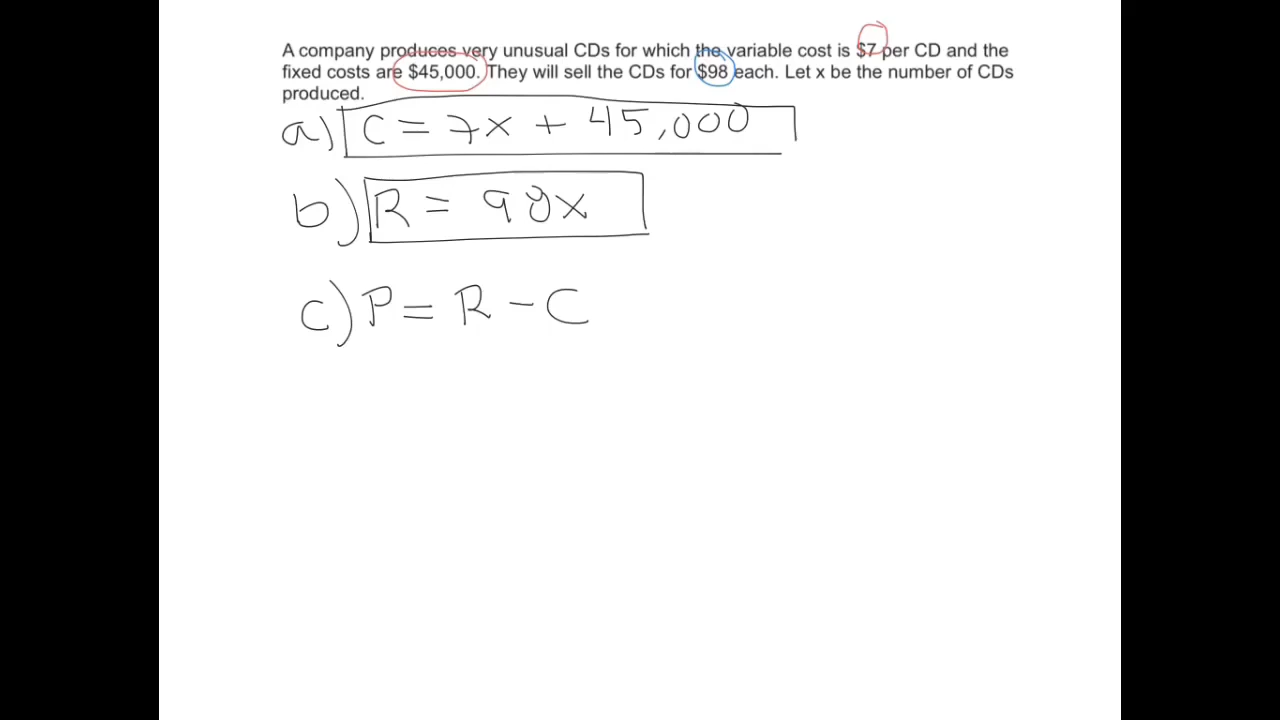 A company produces very unusual CDs for which the variable cost is $7 per CD and the
fixed costs are $45,000. They will sell the CDs for $98 each. Let x be the number of CDs
produced.
a) C = 7x + 45,000
b) R = 98x
c) P = R - C